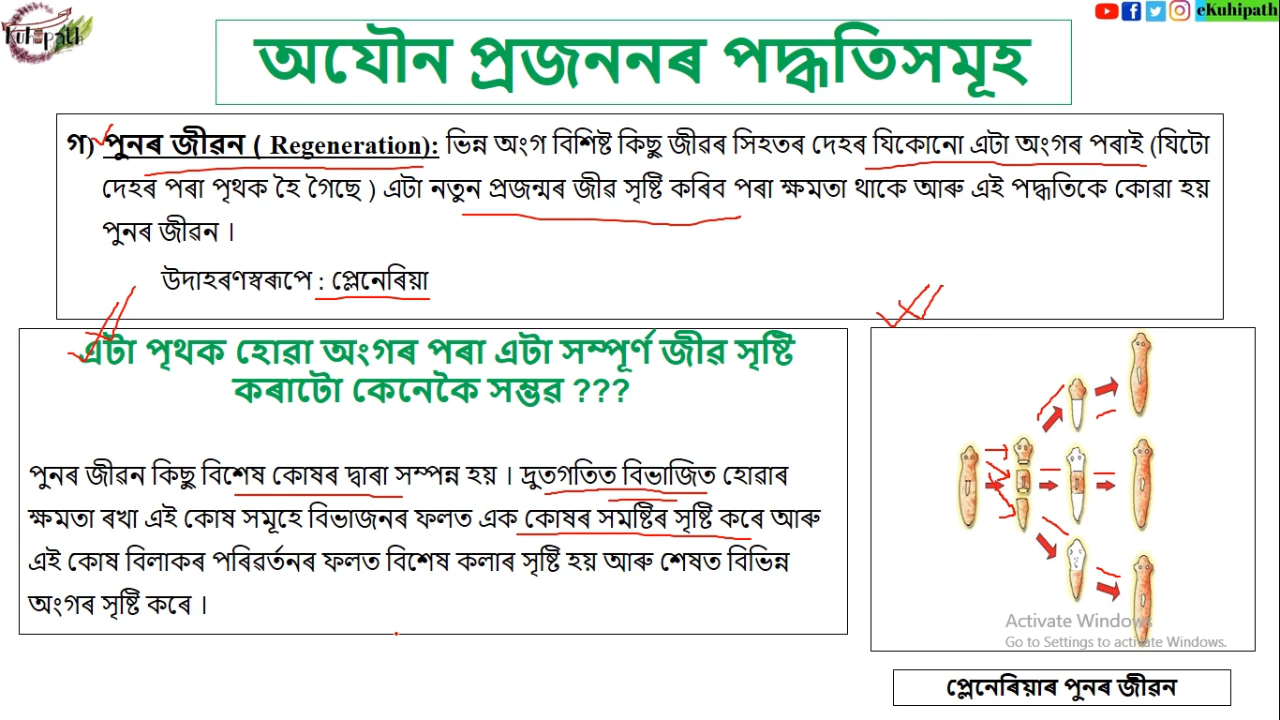 Kuhipath
eKuhipath
অযৌন প্ৰজননৰ পদ্ধতিসমূহ
গ) পুনৰ জীৱন ( Regeneration): ভিন্ন অংগ বিশিষ্ট কিছু জীৱৰ সিহতৰ দেহৰ যিকোনো এটা অংগৰ পৰাই (যিটো
দেহৰ পৰা পৃথক হৈ গৈছে ) এটা নতুন প্ৰজন্মৰ জীৱ সৃষ্টি কৰিব পৰা ক্ষমতা থাকে আৰু এই পদ্ধতিকে কোৱা হয়
পুনৰ জীৱন ।
উদাহৰণস্বৰূপে : প্লেনেৰিয়া
এটা পৃথক হোৱা অংগৰ পৰা এটা সম্পূৰ্ণ জীৱ সৃষ্টি
কৰাটো কেনেকৈ সম্ভৱ ???
পুনৰ জীৱন কিছু বিশেষ কোষৰ দ্বাৰা সম্পন্ন হয় । দ্ৰুতগতিত বিভাজিত হোৱাৰ
ক্ষমতা ৰখা এই কোষ সমূহে বিভাজনৰ ফলত এক কোষৰ সমষ্টিৰ সৃষ্টি কৰে আৰু
এই কোষ বিলাকৰ পৰিৱৰ্তনৰ ফলত বিশেষ কলাৰ সৃষ্টি হয় আৰু শেষত বিভিন্ন
অংগৰ সৃষ্টি কৰে ।
Activate Windows
Go to Settings to activate Windows.
প্লেনেৰিয়াৰ পুনৰ জীৱন